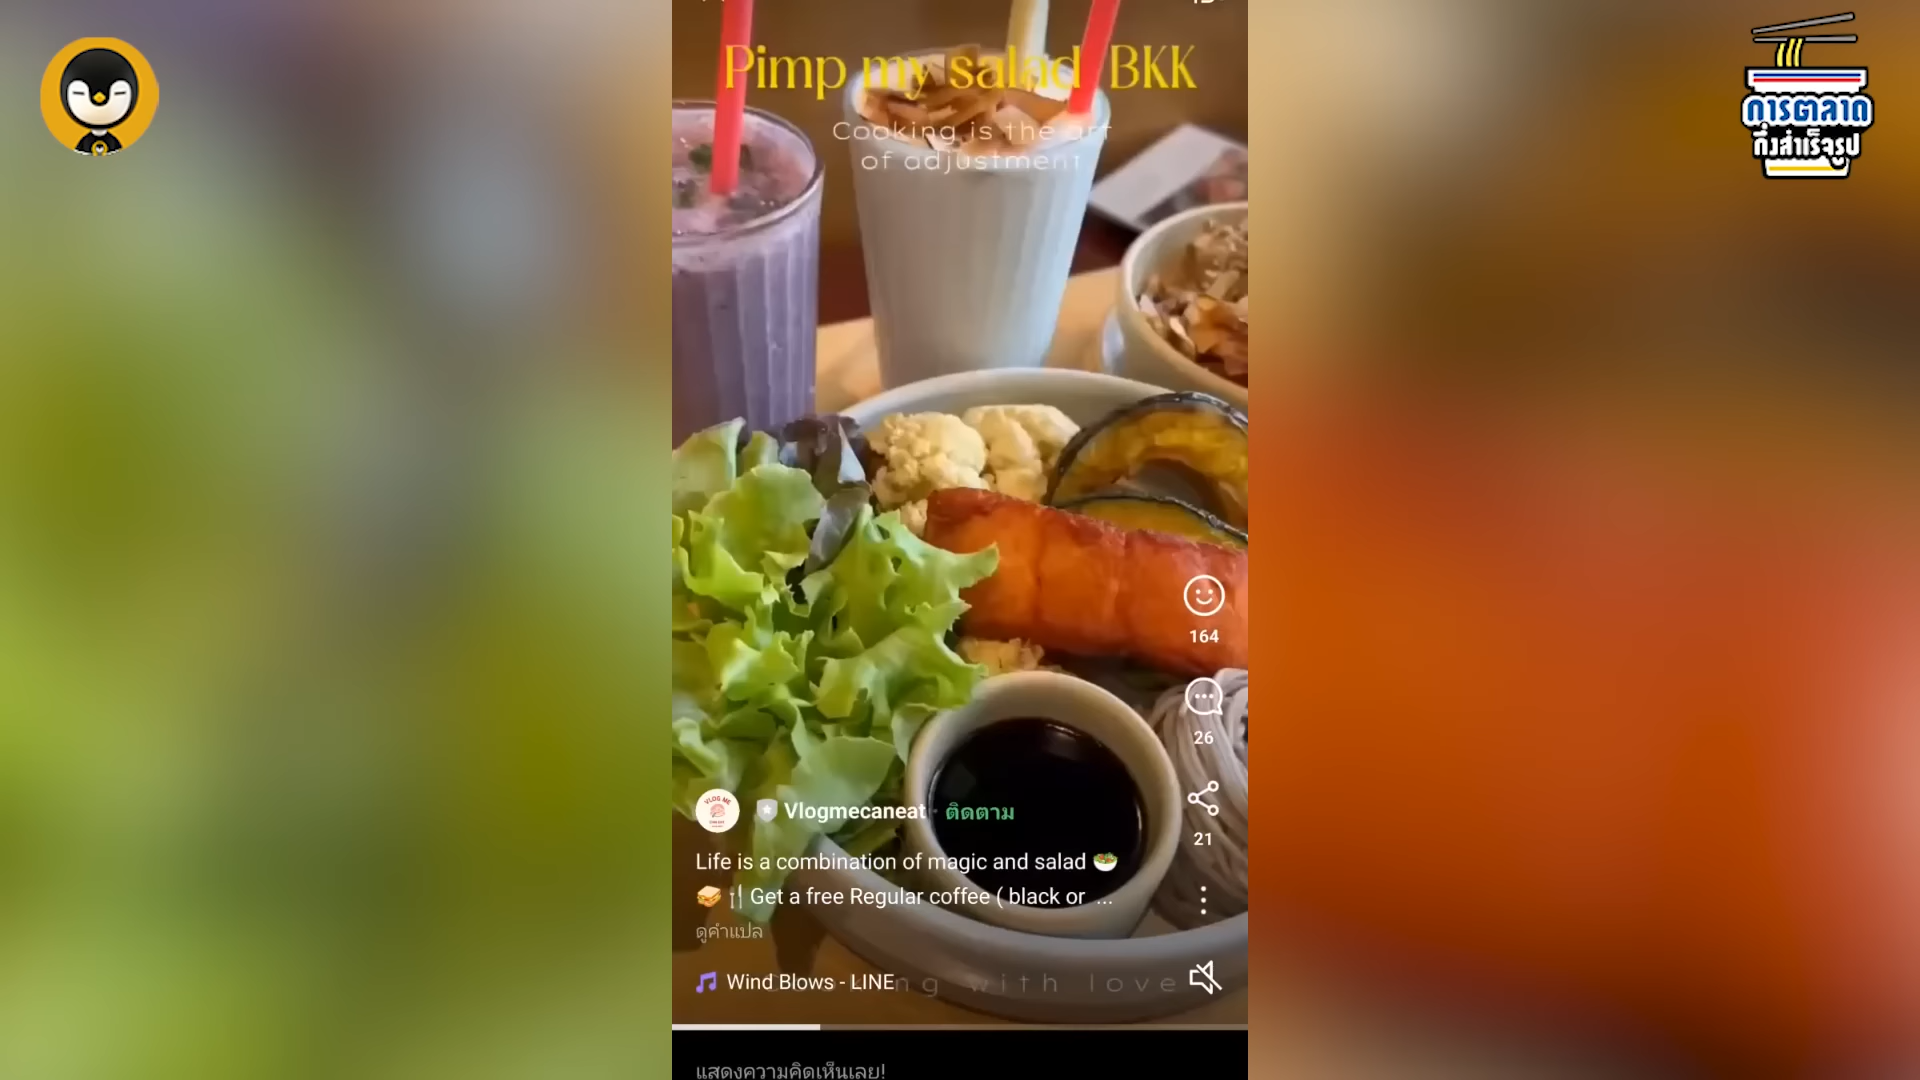 Pimp my salad BKK
Cooking is the art
of adjustment
การตลาด
กึ่งสำเร็จรูป
164
26
21
VLOG ME
Vlogmecaneat · ติดตาม
Life is a combination of magic and salad 🥗
🥪🍴Get a free Regular coffee ( black or ...
ดูคำแปล
Wind Blows - LINE
with love
แสดงความคิดเห็นเลย!